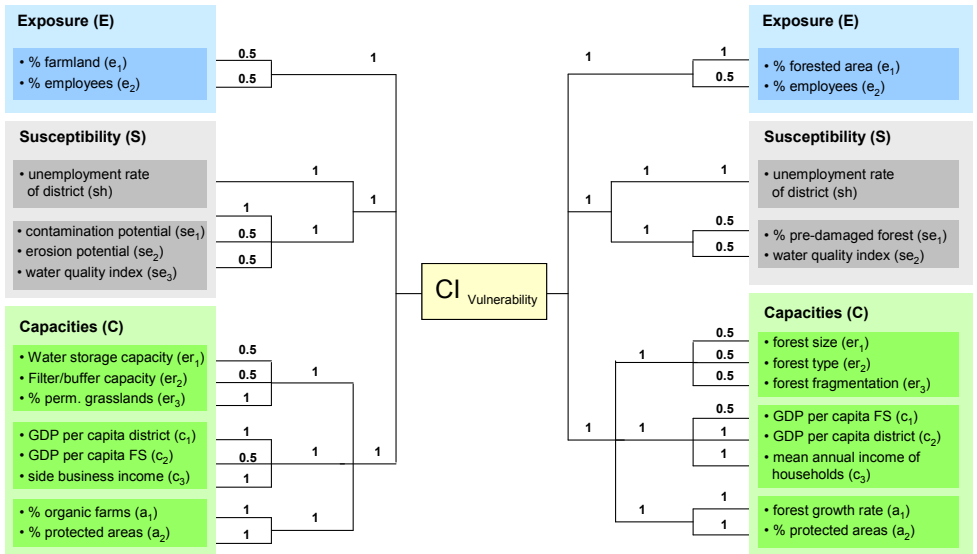 Exposure (E)
• % farmland (e₁)
• % employees (e₂)
0.5
0.5
1
Susceptibility (S)
• unemployment rate
of district (sh)
• contamination potential (se₁)
• erosion potential (se₂)
• water quality index (se₃)
1
1
0.5
0.5
1
1
Capacities (C)
• Water storage capacity (er₁)
• Filter/buffer capacity (er₂)
• % perm. grasslands (er₃)
0.5
0.5
1
1
• GDP per capita district (c₁)
• GDP per capita FS (c₂)
• side business income (c₃)
1
0.5
1
1
1
• % organic farms (a₁)
• % protected areas (a₂)
1
1
1
CI Vulnerability
Exposure (E)
• % forested area (e₁)
• % employees (e₂)
1
1
0.5
Susceptibility (S)
• unemployment rate
of district (sh)
• % pre-damaged forest (se₁)
• water quality index (se₂)
1
1
1
1
0.5
0.5
Capacities (C)
• forest size (er₁)
• forest type (er₂)
• forest fragmentation (er₃)
1
0.5
0.5
0.5
• GDP per capita FS (c₁)
• GDP per capita district (c₂)
• mean annual income of
households (c₃)
1
1
0.5
1
1
• forest growth rate (a₁)
• % protected areas (a₂)
1
1
1